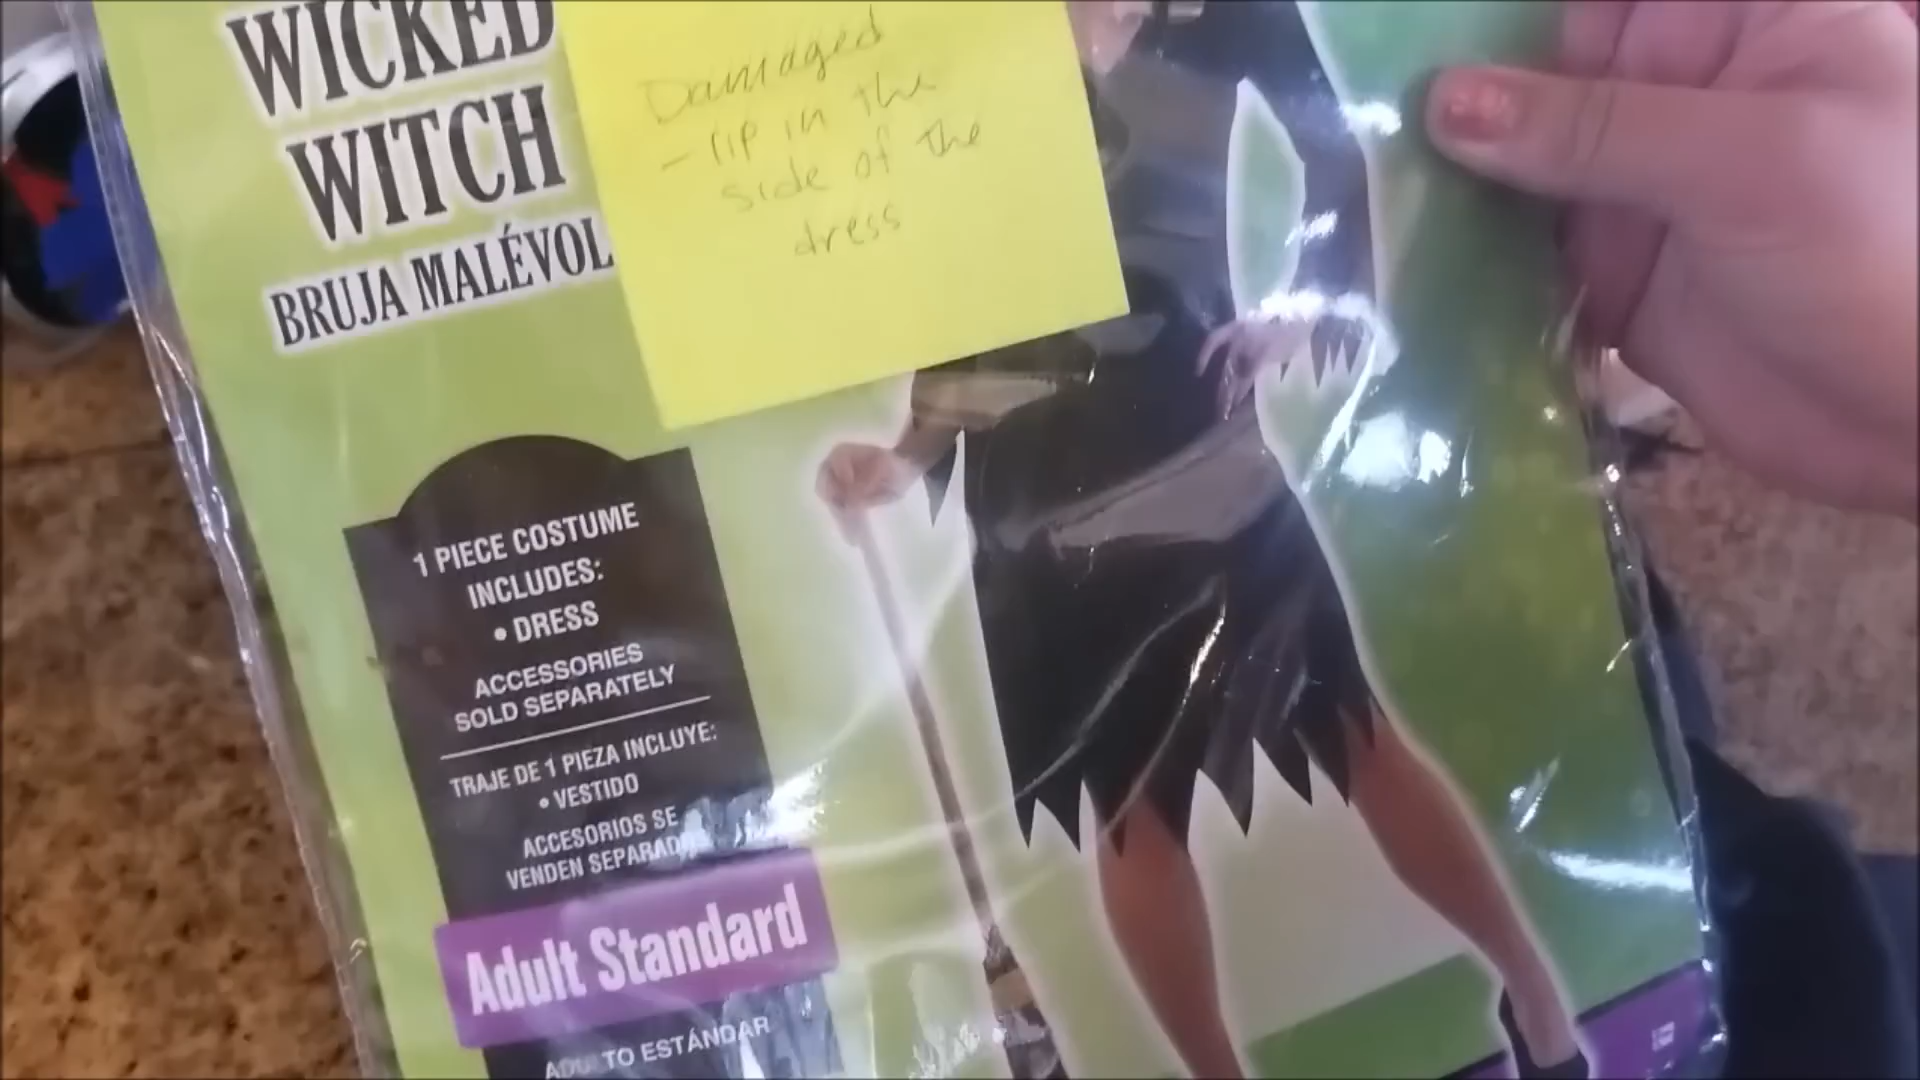 WICKED
WITCH
BRUJA MALÉVOL
Damaged
- rip in the
side of the
dress
1 PIECE COSTUME
INCLUDES:
• DRESS
ACCESSORIES
SOLD SEPARATELY
TRAJE DE 1 PIEZA INCLUYE:
• VESTIDO
ACCESORIOS SE
VENDEN SEPARAD
Adult Standard
ADULTO ESTÁNDAR